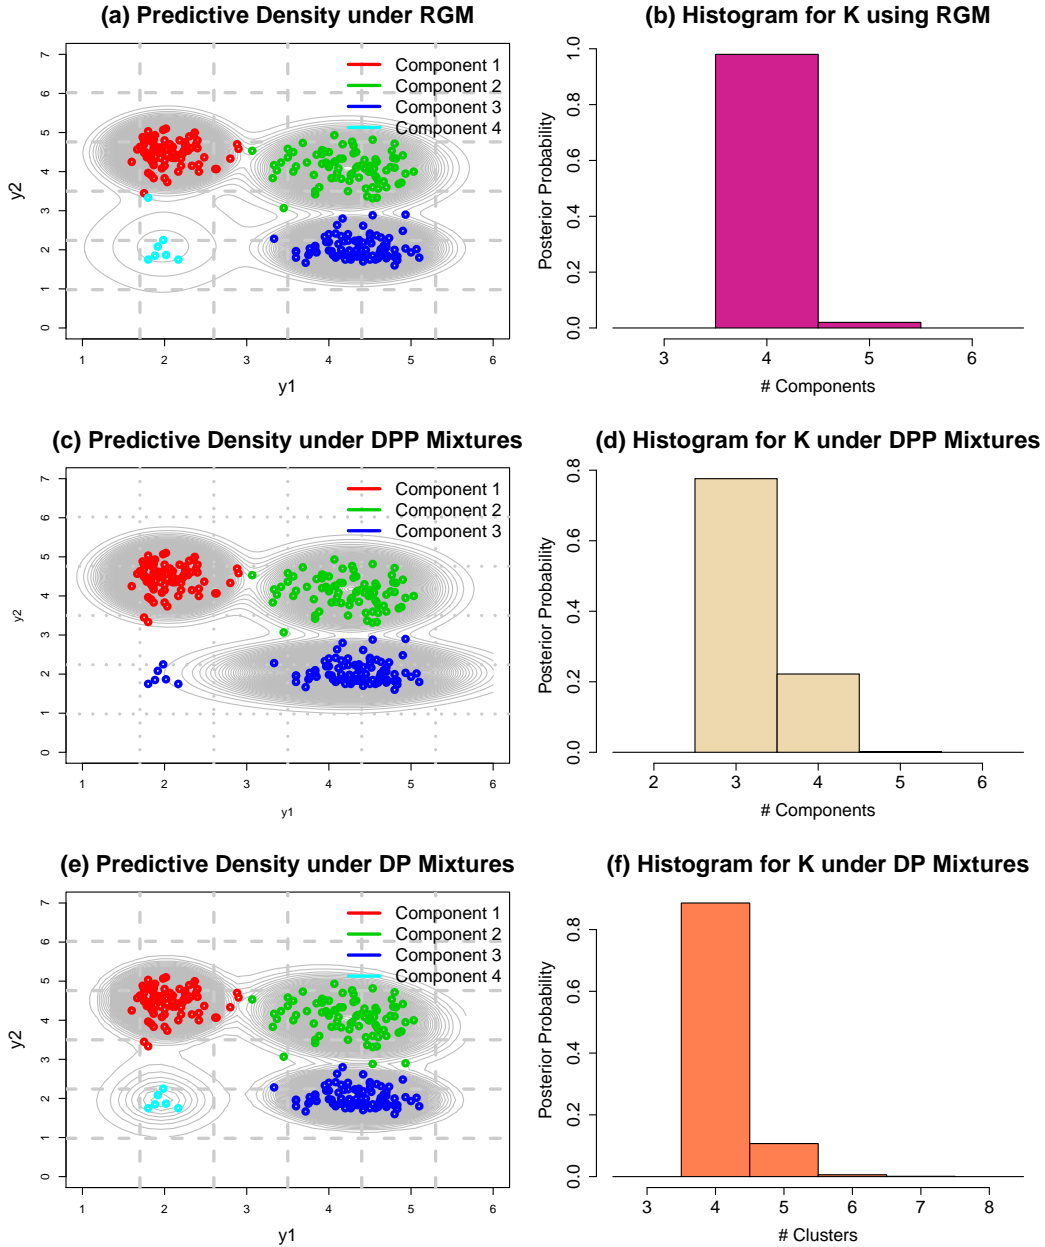 (a) Predictive Density under RGM
Component 1
Component 2
Component 3
Component 4
0 1 2 3 4 5 6 7
y2
1 2 3 4 5 6
y1
(b) Histogram for K using RGM
0.0 0.2 0.4 0.6 0.8 1.0
Posterior Probability
3 4 5 6
# Components
(c) Predictive Density under DPP Mixtures
Component 1
Component 2
Component 3
0 1 2 3 4 5 6 7
y2
1 2 3 4 5 6
y1
(d) Histogram for K under DPP Mixtures
0.0 0.2 0.4 0.6 0.8
Posterior Probability
2 3 4 5 6
# Components
(e) Predictive Density under DP Mixtures
Component 1
Component 2
Component 3
Component 4
0 1 2 3 4 5 6 7
y2
1 2 3 4 5 6
y1
(f) Histogram for K under DP Mixtures
0.0 0.2 0.4 0.6 0.8
Posterior Probability
3 4 5 6 7 8
# Clusters